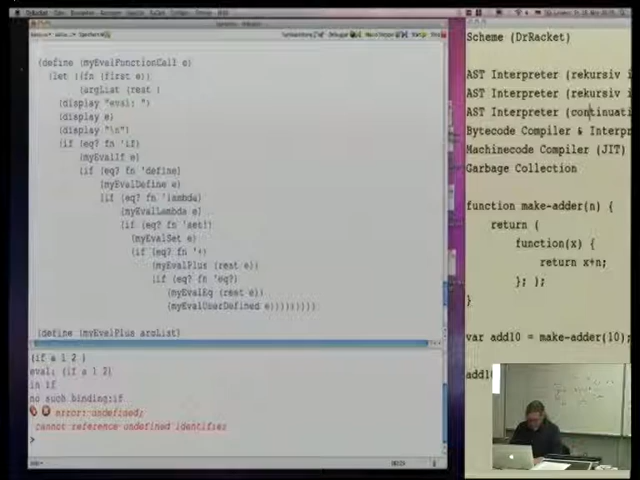 (define (myEvalFunctionCall e)
(let ((fn (first e))
(argList (rest )
(display "eval: ")
(display e)
(display "\n")
(if (eq? fn 'if)
(myEvalIf e)
(if (eq? fn 'define)
(myEvalDefine e)
(if (eq? fn 'lambda)
(myEvalLambda e)
(if (eq? fn 'set!)
(myEvalSet e)
(if (eq? fn '+)
(myEvalPlus (rest e))
(if (eq? fn 'eq?)
(myEvalEq (rest e))
(myEvalUserDefined e)))))))))
(define (myEvalPlus argList)
(if a 1 2 )
eval: (if a 1 2)
in if
no such binding:if
error: undefined;
cannot reference undefined identifier
>
Scheme (DrRacket)
AST Interpreter (rekursiv i
AST Interpreter (rekursiv i
AST Interpreter (continuati
Bytecode Compiler & Interpr
Machinecode Compiler (JIT)
Garbage Collection
function make-adder(n) {
return (
function(x) {
return x+n;
}; );
}
var add10 = make-adder(10);
add10